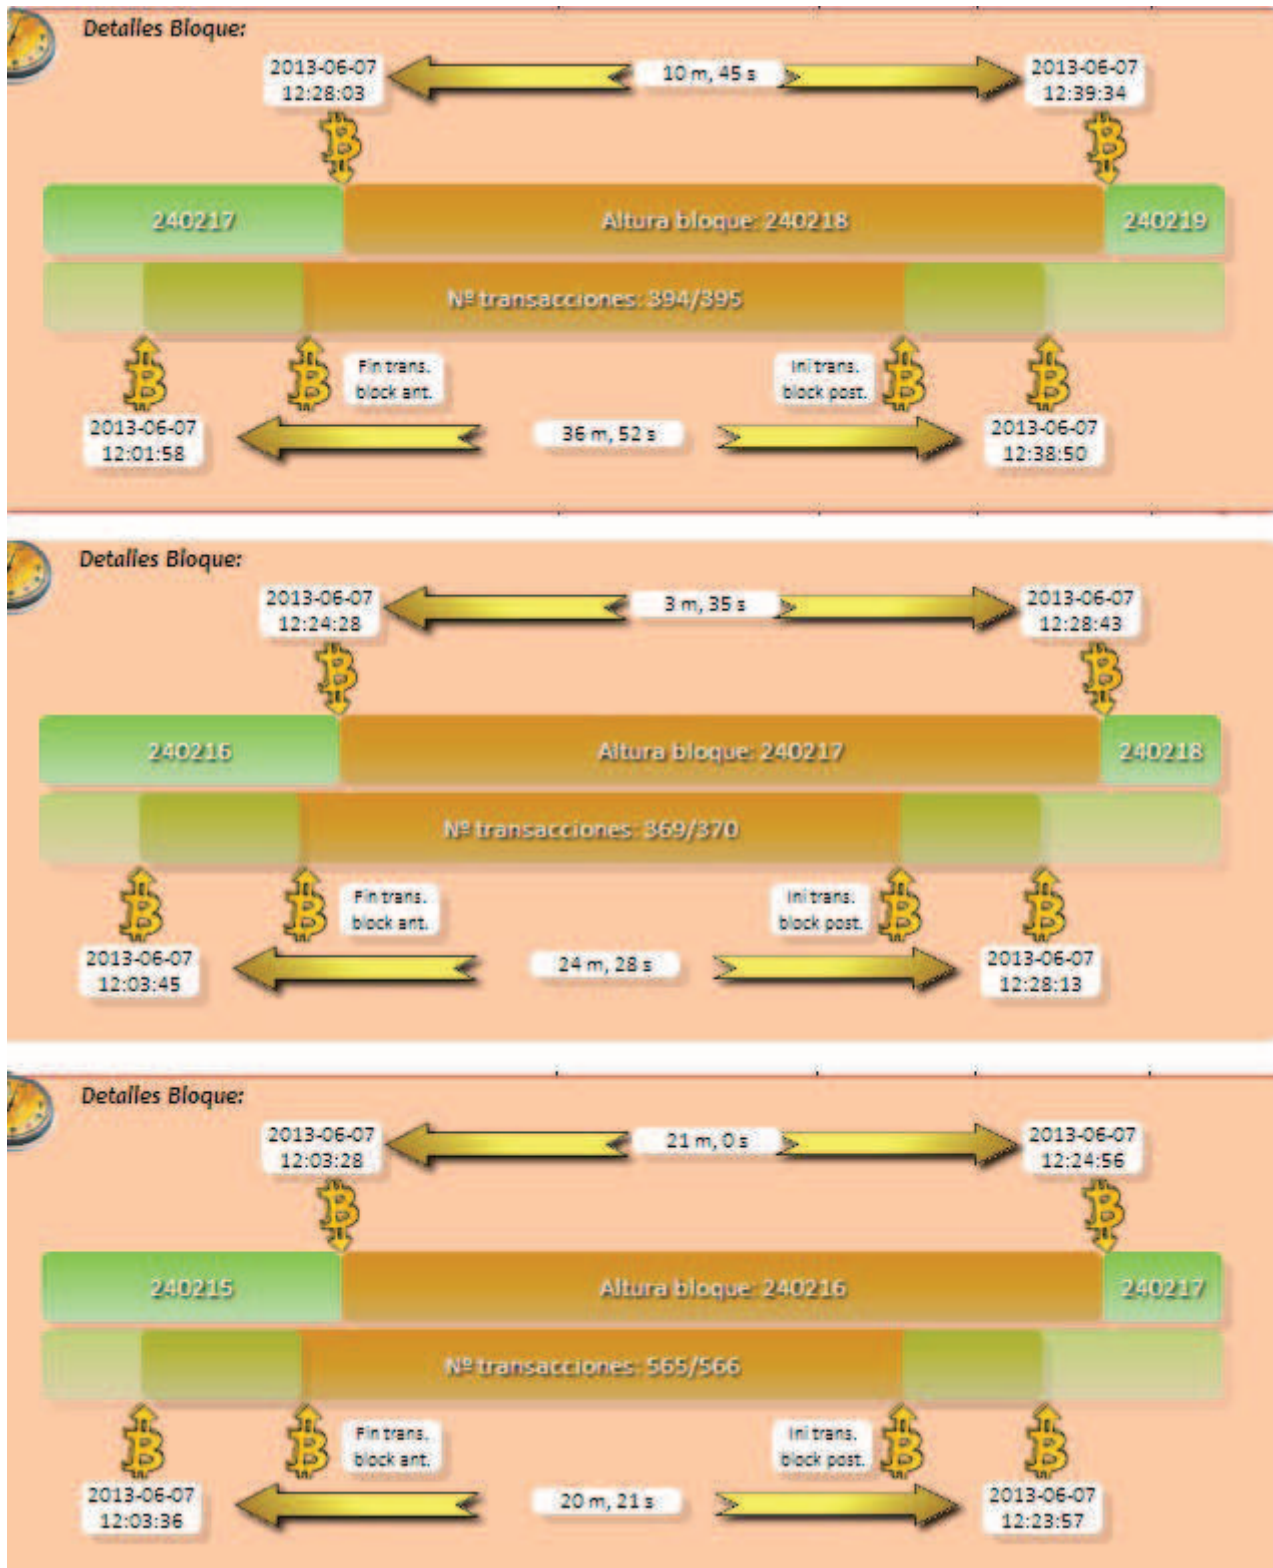 Detalles Bloque:
2013-06-07
12:28:03
10 m, 45 s
2013-06-07
12:39:34
240217
Altura bloque: 240218
240219
Nº transacciones: 394/395
Fin trans.
block ant.
Ini trans.
block post.
2013-06-07
12:01:58
36 m, 52 s
2013-06-07
12:38:50
Detalles Bloque:
2013-06-07
12:24:28
3 m, 35 s
2013-06-07
12:28:43
240216
Altura bloque: 240217
240218
Nº transacciones: 369/370
Fin trans.
block ant.
Ini trans.
block post.
2013-06-07
12:03:45
24 m, 28 s
2013-06-07
12:28:13
Detalles Bloque:
2013-06-07
12:03:28
21 m, 0 s
2013-06-07
12:24:56
240215
Altura bloque: 240216
240217
Nº transacciones: 565/566
Fin trans.
block ant.
Ini trans.
block post.
2013-06-07
12:03:36
20 m, 21 s
2013-06-07
12:23:57